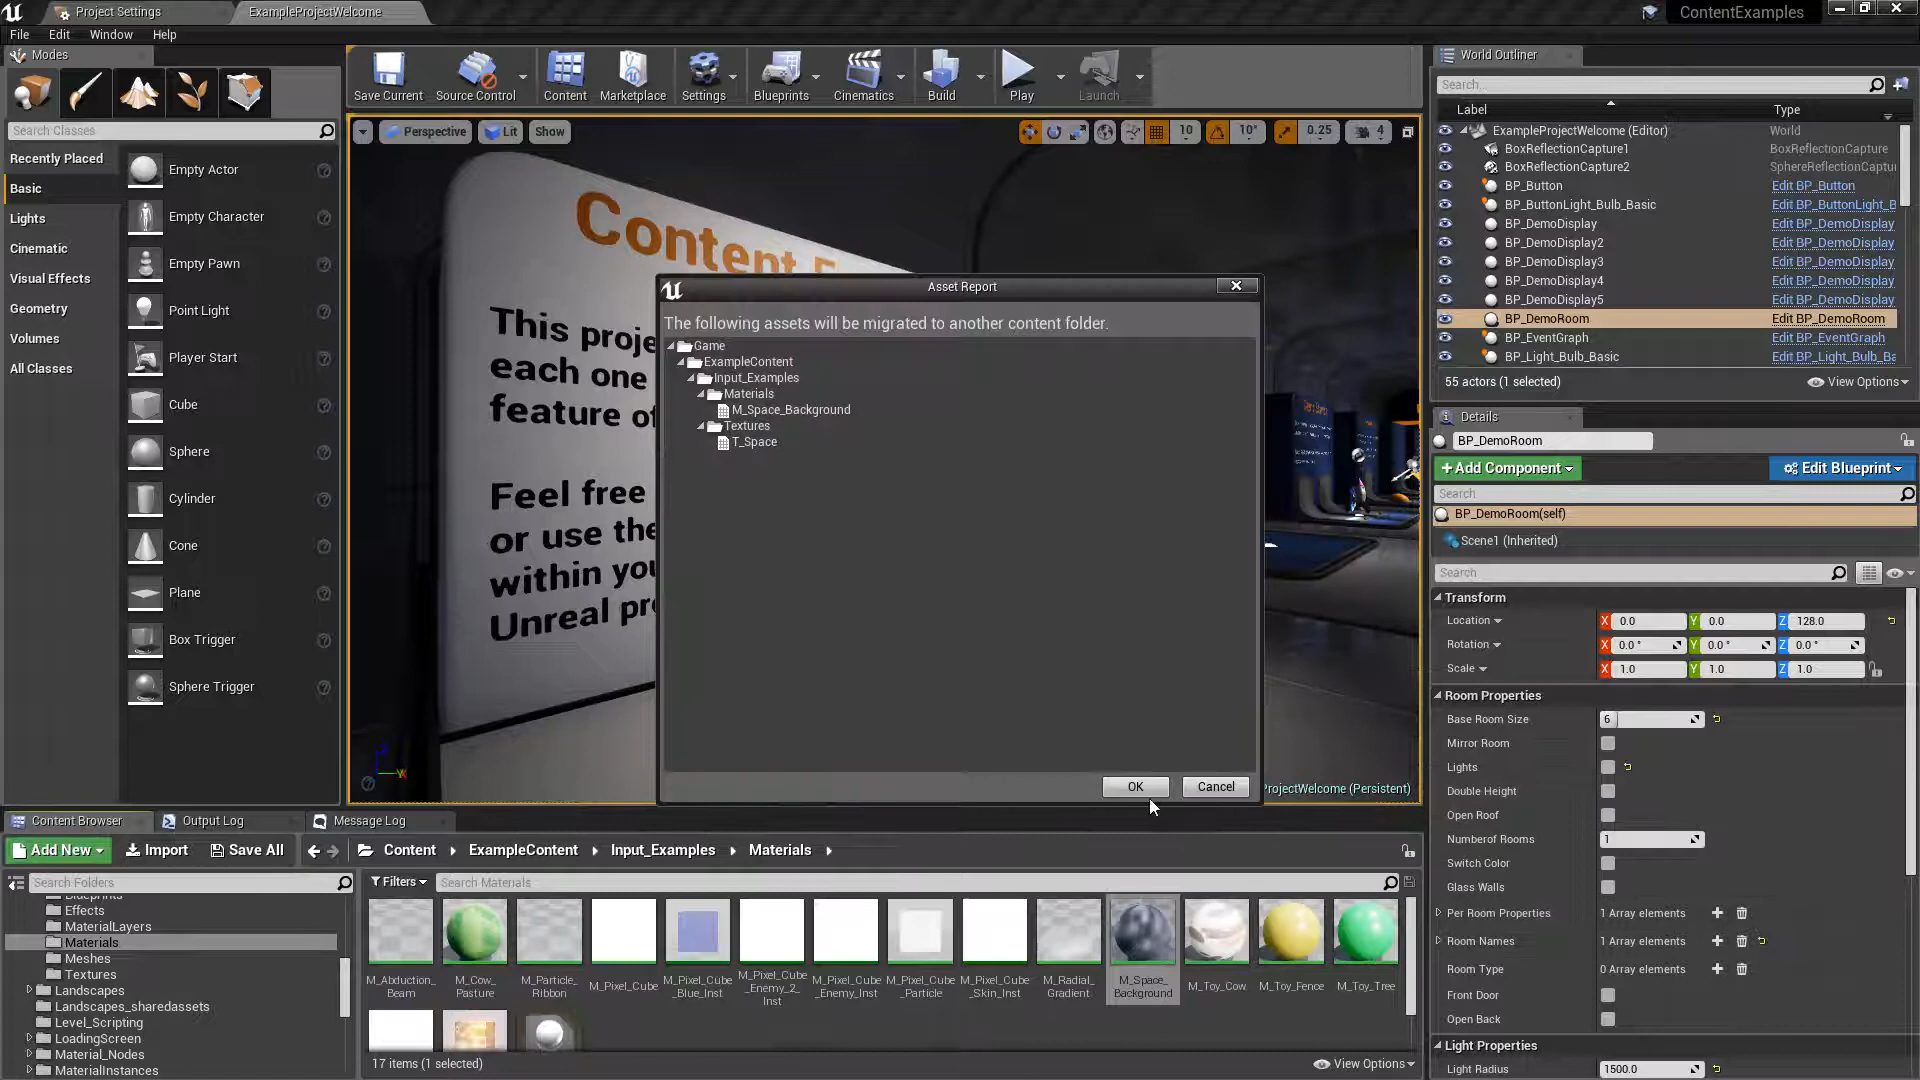 Project Settings
ExampleProjectWelcome
ContentExamples
File Edit Window Help
Modes
Search Classes
Recently Placed
Basic
Lights
Cinematic
Visual Effects
Geometry
Volumes
All Classes
Empty Actor
Empty Character
Empty Pawn
Point Light
Player Start
Cube
Sphere
Cylinder
Cone
Plane
Box Trigger
Sphere Trigger
Save Current
Source Control
Content
Marketplace
Settings
Blueprints
Cinematics
Build
Play
Launch
Perspective Lit Show
10 10° 0.25 4
Content
This proje
each one
feature of
Feel free
or use the
within you
Unreal pro
Asset Report
The following assets will be migrated to another content folder.
Game
ExampleContent
Input_Examples
Materials
M_Space_Background
Textures
T_Space
OK Cancel
ProjectWelcome (Persistent)
World Outliner
Search...
Label Type
ExampleProjectWelcome (Editor) World
BoxReflectionCapture1 BoxReflectionCapture
BoxReflectionCapture2 SphereReflectionCaptu
BP_Button Edit BP_Button
BP_ButtonLight_Bulb_Basic Edit BP_ButtonLight_B
BP_DemoDisplay Edit BP_DemoDisplay
BP_DemoDisplay2 Edit BP_DemoDisplay
BP_DemoDisplay3 Edit BP_DemoDisplay
BP_DemoDisplay4 Edit BP_DemoDisplay
BP_DemoDisplay5 Edit BP_DemoDisplay
BP_DemoRoom Edit BP_DemoRoom
BP_EventGraph Edit BP_EventGraph
BP_Light_Bulb_Basic Edit BP_Light_Bulb_Ba
55 actors (1 selected) View Options
Details
BP_DemoRoom
+Add Component Edit Blueprint
Search
BP_DemoRoom(self)
Scene1 (Inherited)
Search
Transform
Location X 0.0 Y 0.0 Z 128.0
Rotation X 0.0 ° Y 0.0 ° Z 0.0 °
Scale X 1.0 Y 1.0 Z 1.0
Room Properties
Base Room Size 6
Mirror Room
Lights
Double Height
Open Roof
Numberof Rooms 1
Switch Color
Glass Walls
Per Room Properties 1 Array elements
Room Names 1 Array elements
Room Type 0 Array elements
Front Door
Open Back
Light Properties
Light Radius 1500.0
Content Browser
Output Log
Message Log
Add New Import Save All Content ExampleContent Input_Examples Materials
Search Folders
Blueprints
Effects
MaterialLayers
Materials
Meshes
Textures
Landscapes
Landscapes_sharedassets
Level_Scripting
LoadingScreen
Material_Nodes
MaterialInstances
Filters Search Materials
M_Abduction_
Beam
M_Cow_
Pasture
M_Particle_
Ribbon
M_Pixel_Cube
M_Pixel_Cube
_Blue_Inst
M_Pixel_Cube
_Enemy_2_
Inst
M_Pixel_Cube
_Enemy_Inst
M_Pixel_Cube
_Particle
M_Pixel_Cube
_Skin_Inst
M_Radial_
Gradient
M_Space_
Background
M_Toy_Cow
M_Toy_Fence
M_Toy_Tree
17 items (1 selected) View Options